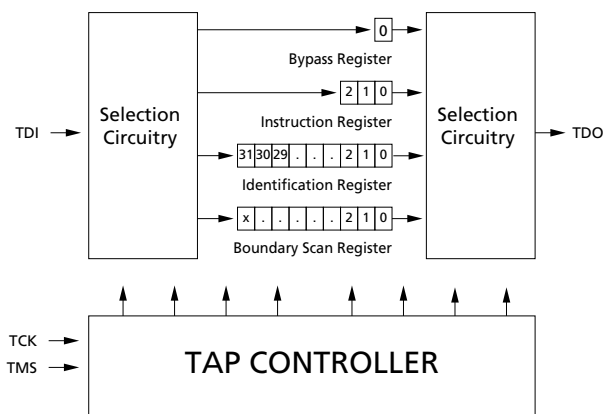 0
Bypass Register
2 1 0
Selection Circuitry
Selection Circuitry
Instruction Register
TDI
TDO
31 30 29 . . . 2 1 0
Identification Register
x . . . . . 2 1 0
Boundary Scan Register
TCK
TMS
TAP CONTROLLER